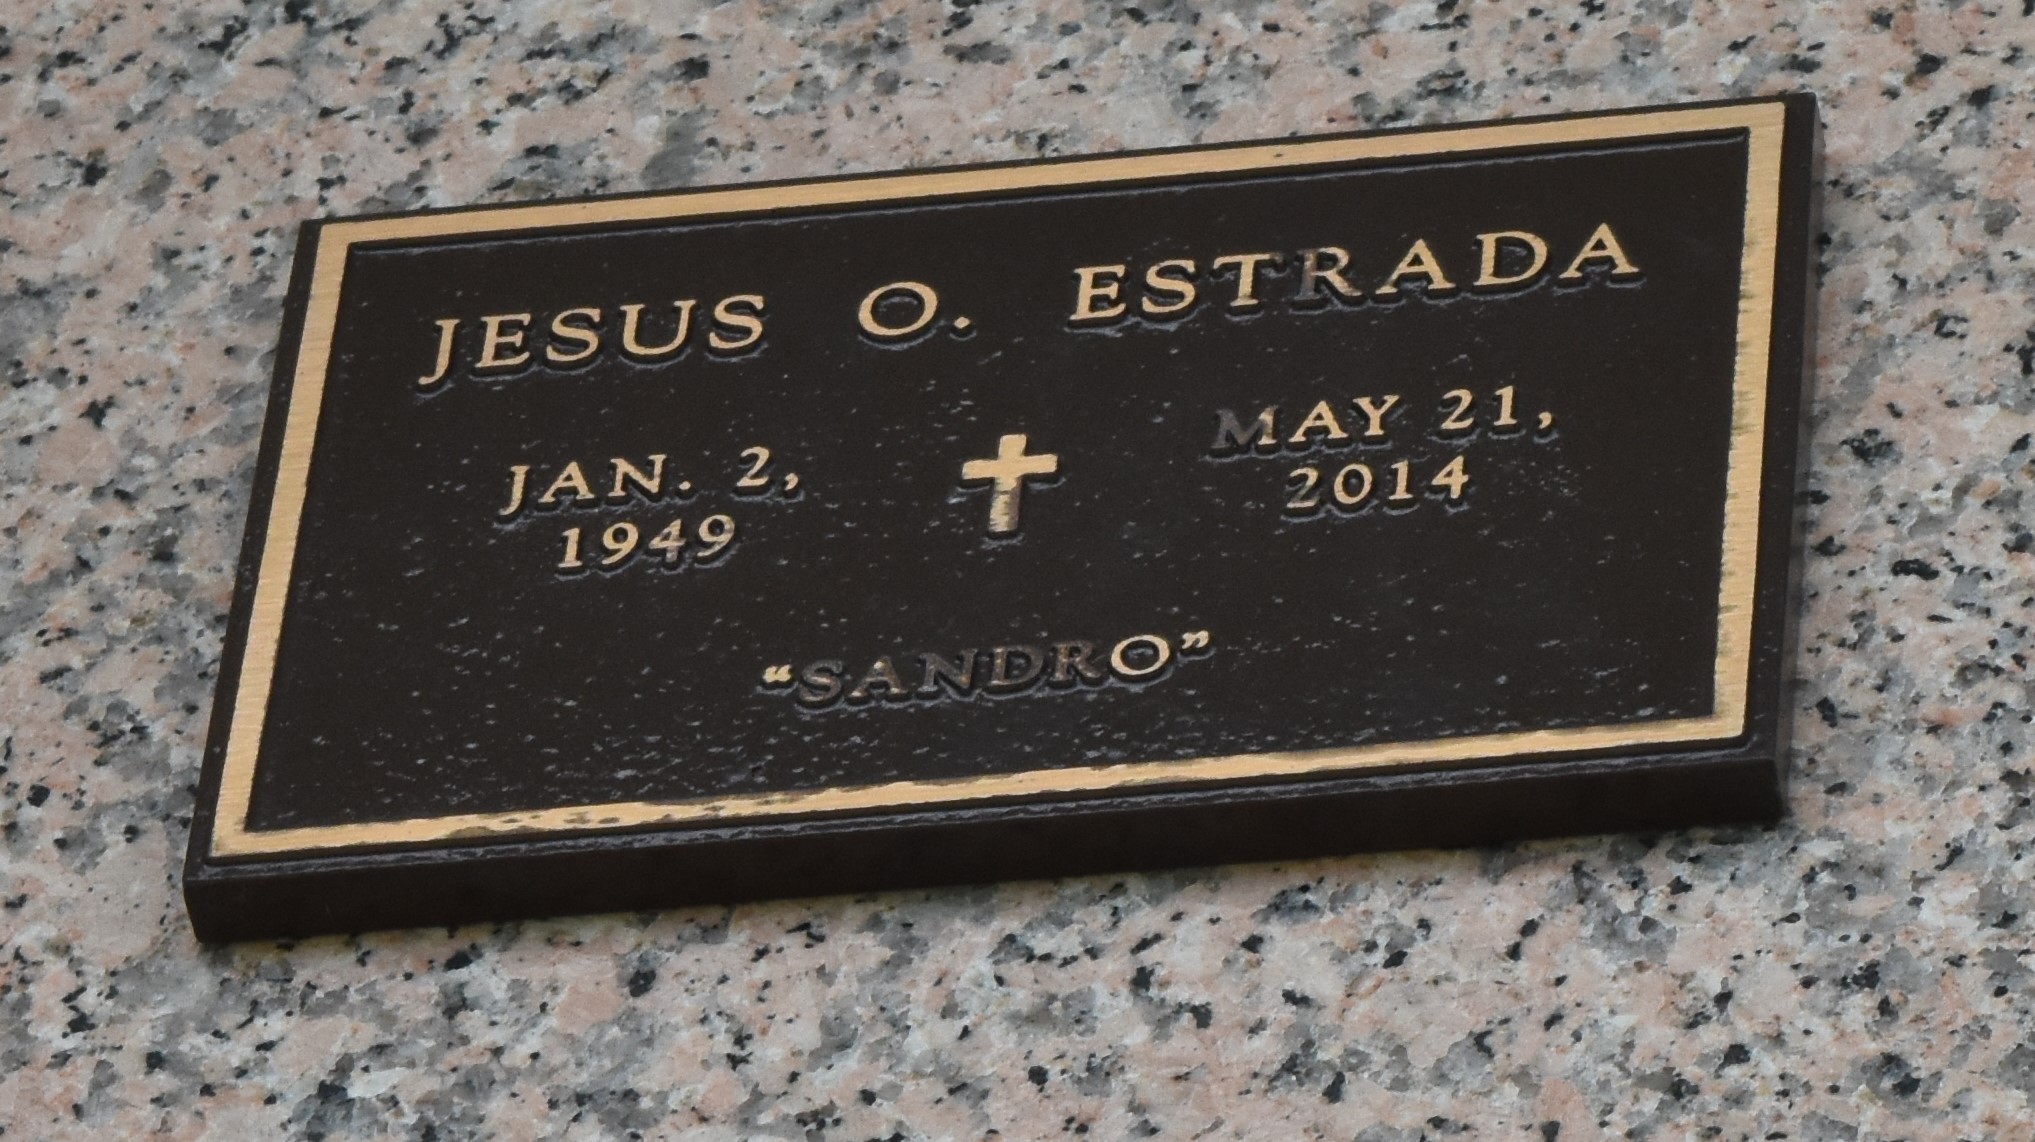 JESUS O. ESTRADA
JAN. 2,
1949
MAY 21,
2014
“SANDRO”